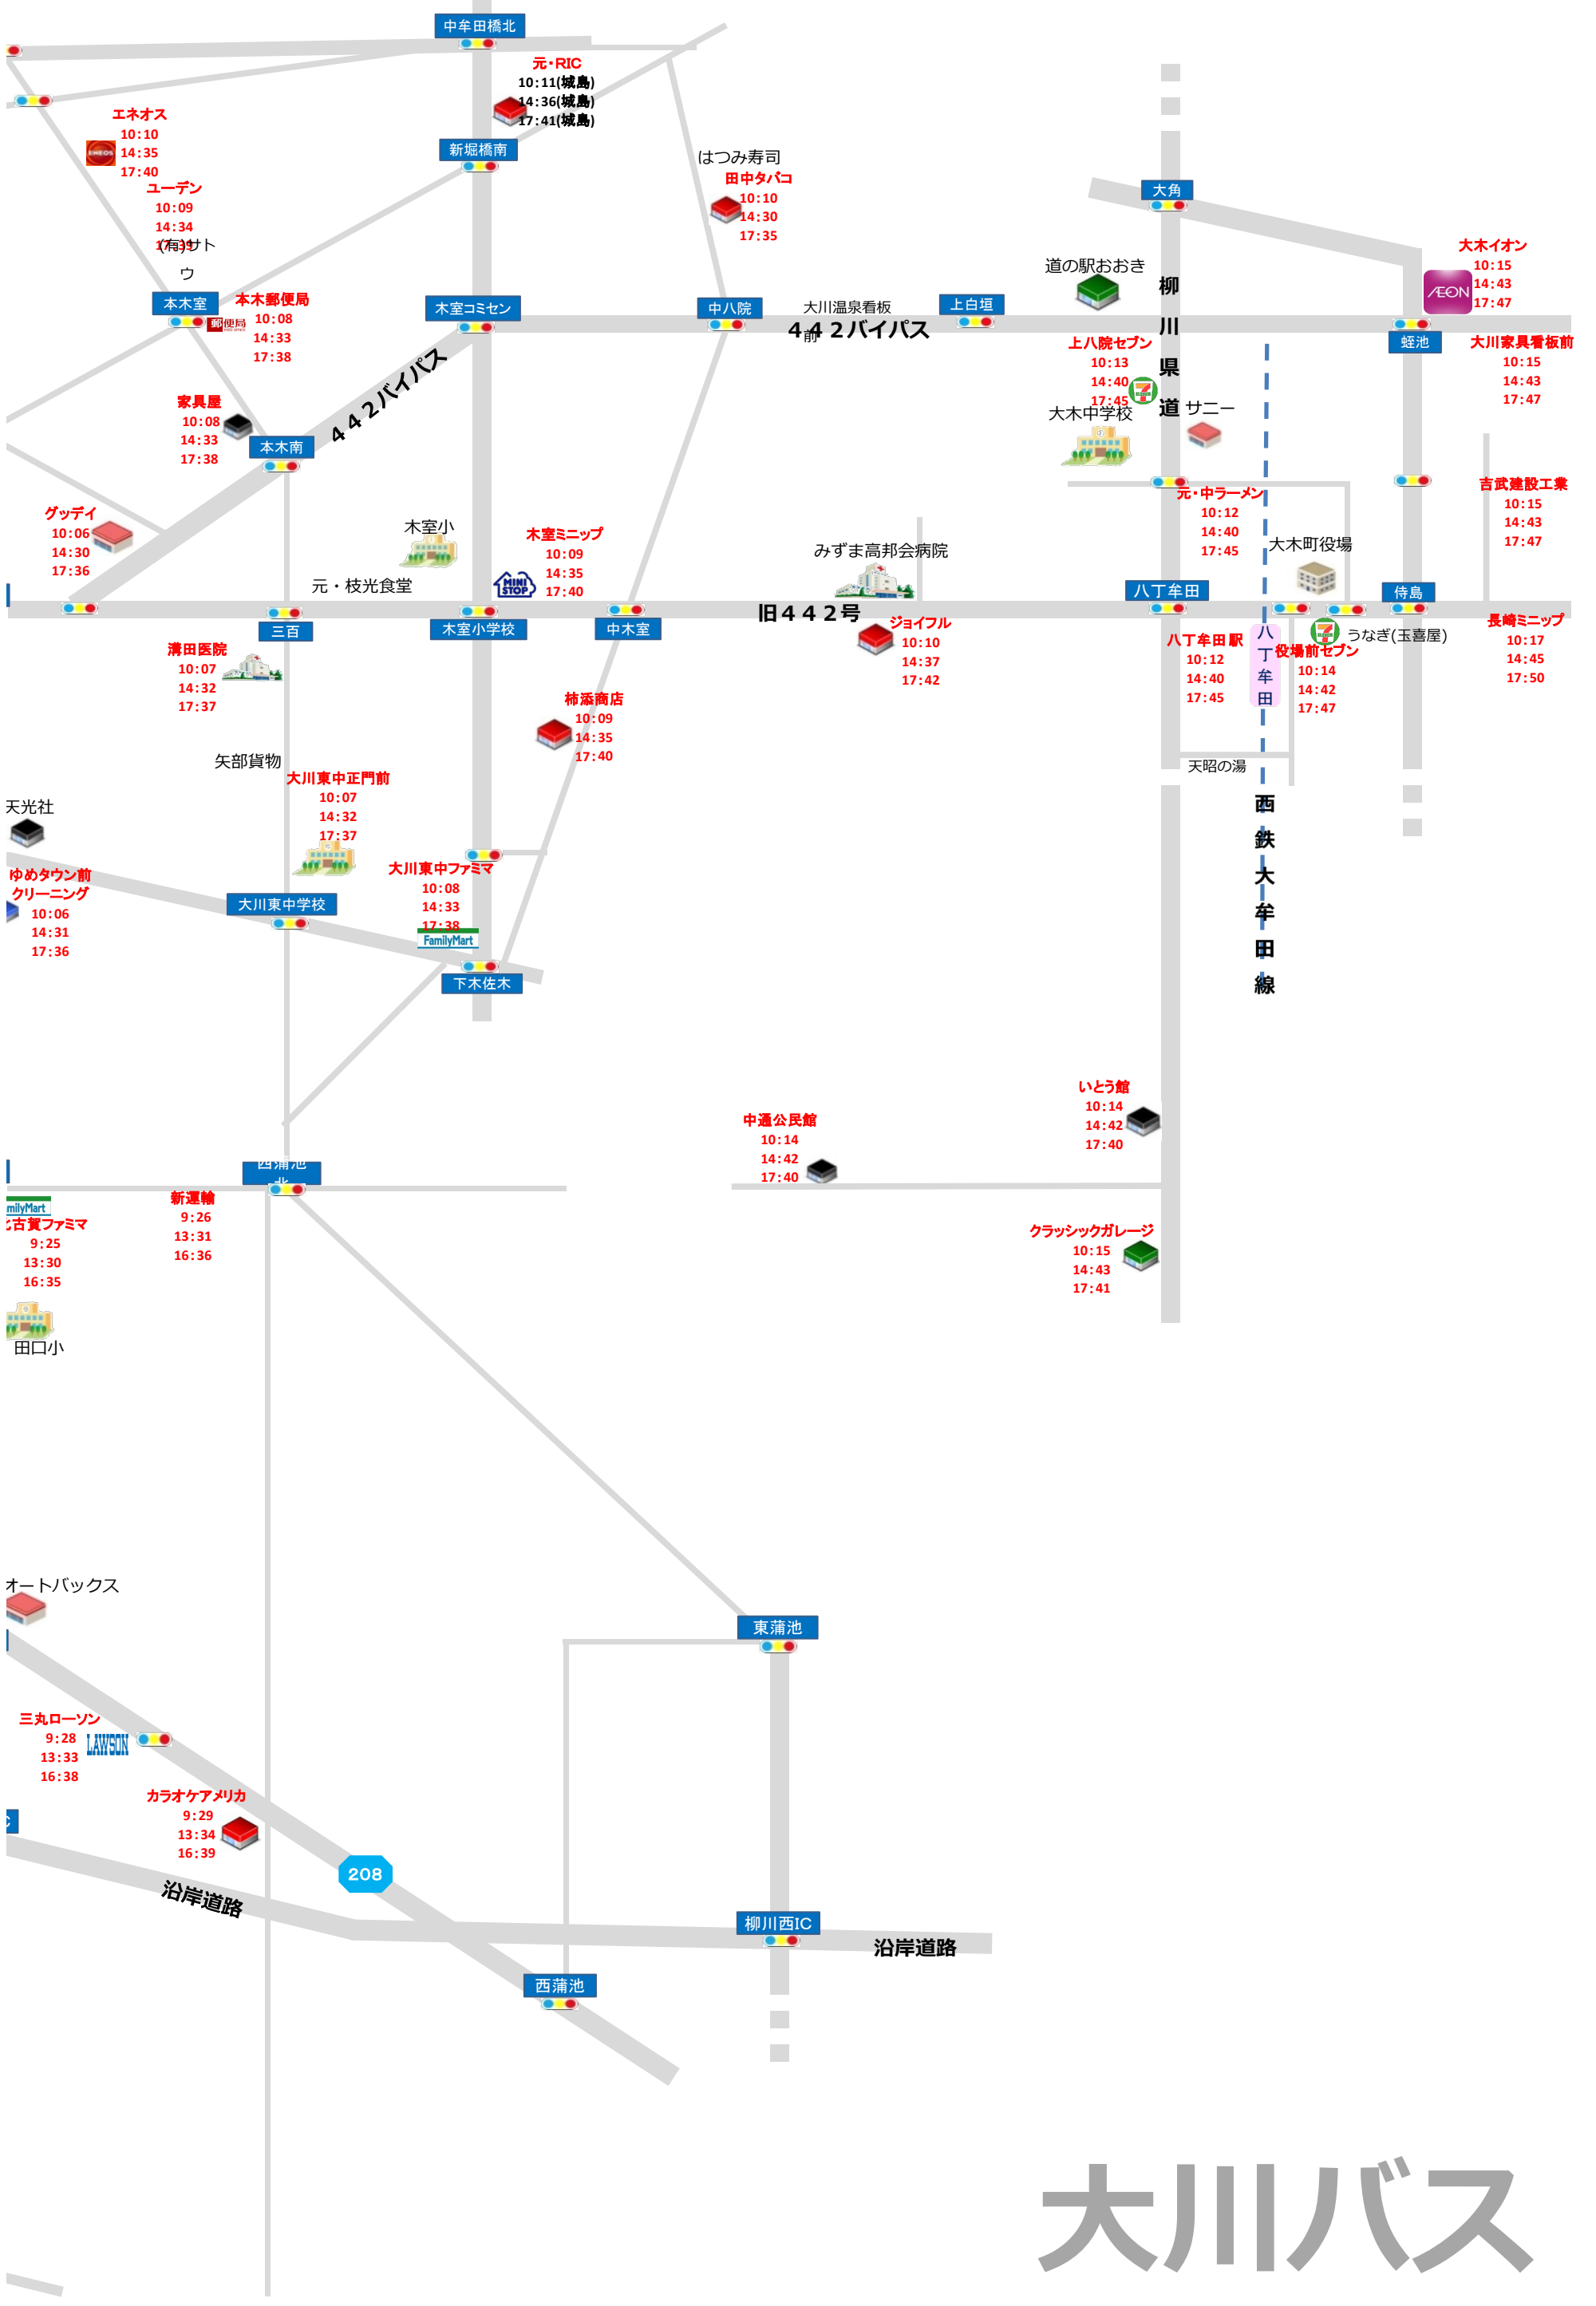 中牟田橋北
元・RIC
10:11(城島)
14:36(城島)
17:41(城島)
エネオス
ENEOS
10:10
14:35
17:40
新堀橋南
はつみ寿司
田中タバコ
10:10
14:30
17:35
ユーデン
10:09
14:34
(有)サト
ウ
大角
道の駅おおき
大木イオン
10:15
14:43
17:47
ÆON
柳川県道
本木室
本木郵便局
郵便局
10:08
14:33
17:38
木室コミセン
中八院
大川温泉看板
前
442バイパス
上白垣
上八院セブン
10:13
14:40
17:45
蛭池
大川家具看板前
10:15
14:43
17:47
442バイパス
家具屋
10:08
14:33
17:38
本木南
大木中学校
サニー
元・中ラーメン
10:12
14:40
17:45
吉武建設工業
10:15
14:43
17:47
グッデイ
10:06
14:30
17:36
木室小
木室ミニップ
10:09
14:35
17:40
MINI
STOP
元・枝光食堂
みずま高邦会病院
大木町役場
八丁牟田
侍島
三百
木室小学校
中木室
旧442号
ジョイフル
10:10
14:37
17:42
八丁牟田駅
10:12
14:40
17:45
八丁牟田
役場前セブン
10:14
14:42
17:47
うなぎ(玉喜屋)
長崎ミニップ
10:17
14:45
17:50
溝田医院
10:07
14:32
17:37
柿添商店
10:09
14:35
17:40
矢部貨物
大川東中正門前
10:07
14:32
17:37
天昭の湯
西鉄大牟田線
天光社
ゆめタウン前
クリーニング
10:06
14:31
17:36
大川東中学校
大川東中ファミマ
10:08
14:33
17:38
FamilyMart
下木佐木
いとう館
10:14
14:42
17:40
中通公民館
10:14
14:42
17:40
西蒲池
北
milyMart
古賀ファミマ
9:25
13:30
16:35
新運輸
9:26
13:31
16:36
クラッシックガレージ
10:15
14:43
17:41
田口小
オートバックス
東蒲池
三丸ローソン
9:28
13:33
16:38
LAWSON
カラオケアメリカ
9:29
13:34
16:39
208
沿岸道路
柳川西IC
沿岸道路
西蒲池
大川バス